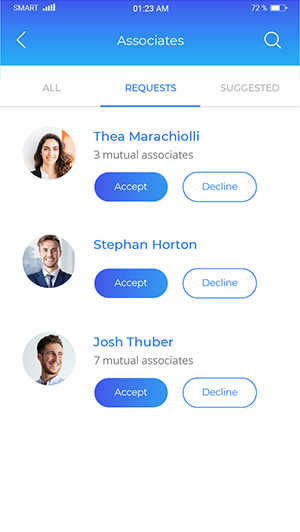 SMART 01:23 AM 72 %
Associates
ALL REQUESTS SUGGESTED
Thea Marachiolli
3 mutual associates
Accept Decline
Stephan Horton
Accept Decline
Josh Thuber
7 mutual associates
Accept Decline